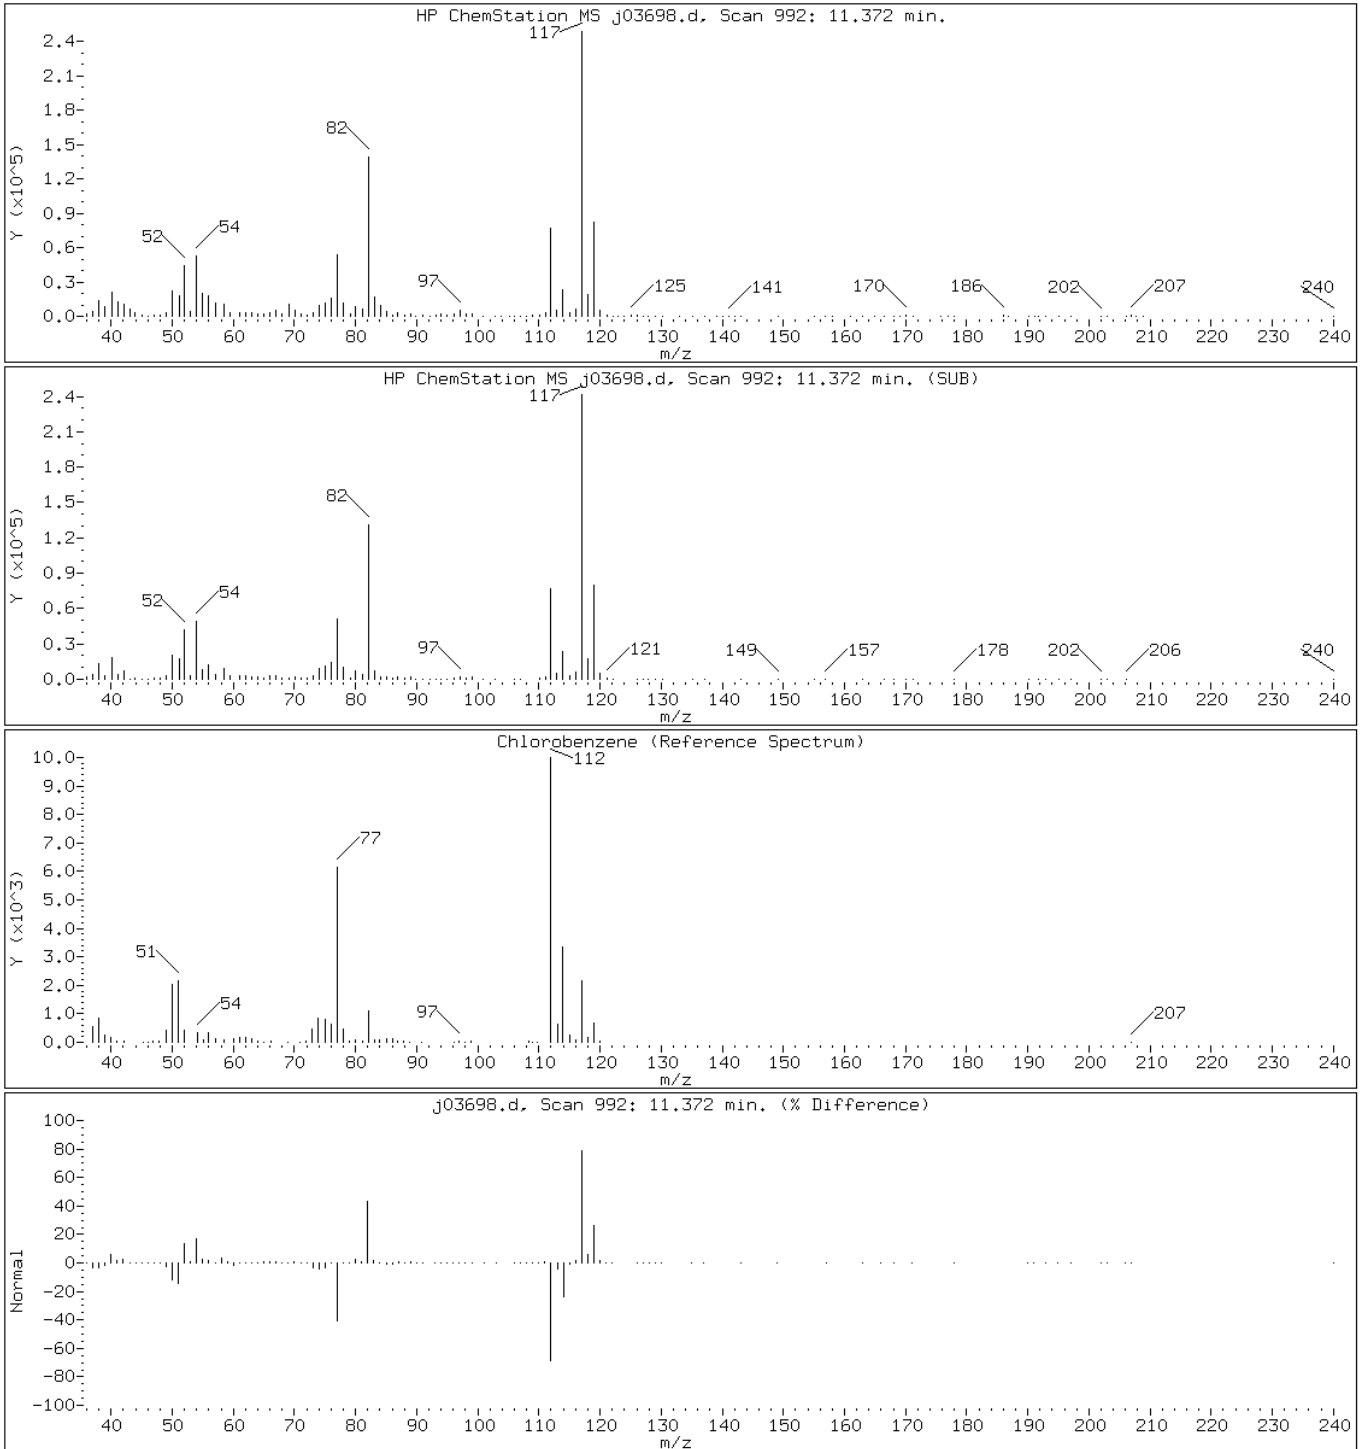 HP ChemStation MS j03698.d, Scan 992: 11.372 min.
117
2.4
2.1
1.8
82
1.5
1.2
Y (x10^5)
0.9
52 54
0.6
97 125 141 170 186 202 207 240
0.3
0.0
40 50 60 70 80 90 100 110 120 130 140 150 160 170 180 190 200 210 220 230 240
m/z
HP ChemStation MS j03698.d, Scan 992: 11.372 min. (SUB)
117
2.4
2.1
1.8
82
1.5
1.2
Y (x10^5)
0.9
52 54
0.6
97 121 149 157 178 202 206 240
0.3
0.0
40 50 60 70 80 90 100 110 120 130 140 150 160 170 180 190 200 210 220 230 240
m/z
Chlorobenzene (Reference Spectrum)
112
10.0
9.0
8.0
77
7.0
6.0
5.0
Y (x10^3)
4.0
51
3.0
2.0
54 97 207
1.0
0.0
40 50 60 70 80 90 100 110 120 130 140 150 160 170 180 190 200 210 220 230 240
m/z
j03698.d, Scan 992: 11.372 min. (% Difference)
100
80
60
40
20
0
Normal
-20
-40
-60
-80
-100
40 50 60 70 80 90 100 110 120 130 140 150 160 170 180 190 200 210 220 230 240
m/z